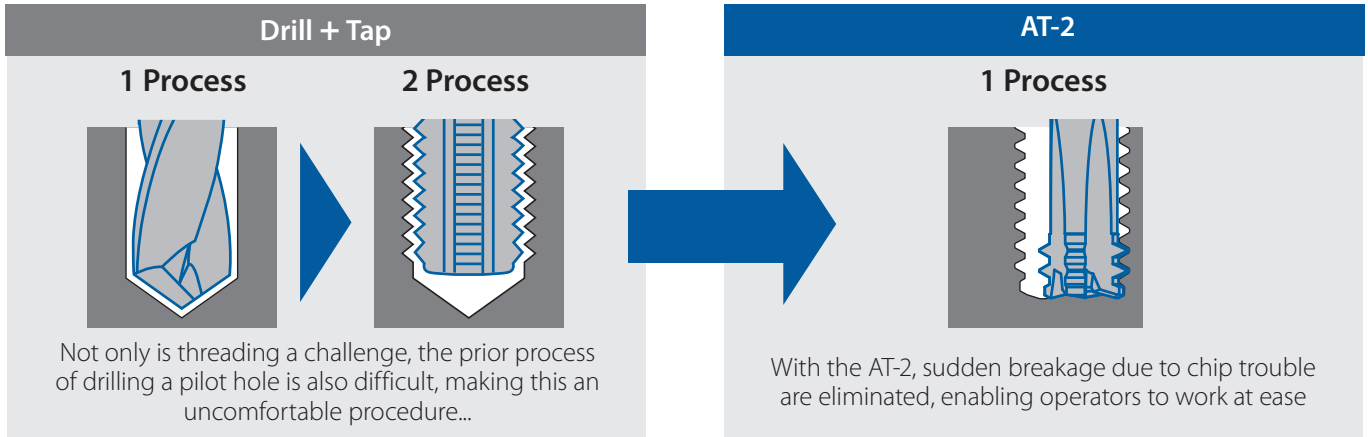 Drill + Tap
1 Process
2 Process
Not only is threading a challenge, the prior process
of drilling a pilot hole is also difficult, making this an
uncomfortable procedure...
AT-2
1 Process
With the AT-2, sudden breakage due to chip trouble
are eliminated, enabling operators to work at ease